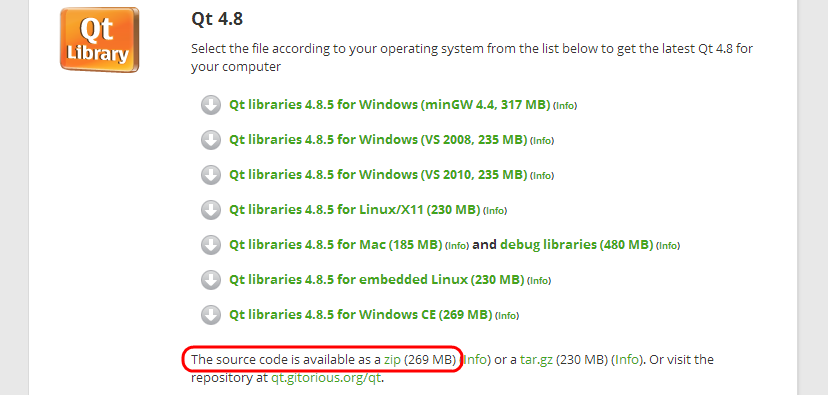 Qt
Library
Qt 4.8
Select the file according to your operating system from the list below to get the latest Qt 4.8 for
your computer
Qt libraries 4.8.5 for Windows (minGW 4.4, 317 MB) (Info)
Qt libraries 4.8.5 for Windows (VS 2008, 235 MB) (Info)
Qt libraries 4.8.5 for Windows (VS 2010, 235 MB) (Info)
Qt libraries 4.8.5 for Linux/X11 (230 MB) (Info)
Qt libraries 4.8.5 for Mac (185 MB) (Info) and debug libraries (480 MB) (Info)
Qt libraries 4.8.5 for embedded Linux (230 MB) (Info)
Qt libraries 4.8.5 for Windows CE (269 MB) (Info)
The source code is available as a zip (269 MB) (Info) or a tar.gz (230 MB) (Info). Or visit the
repository at qt.gitorious.org/qt.